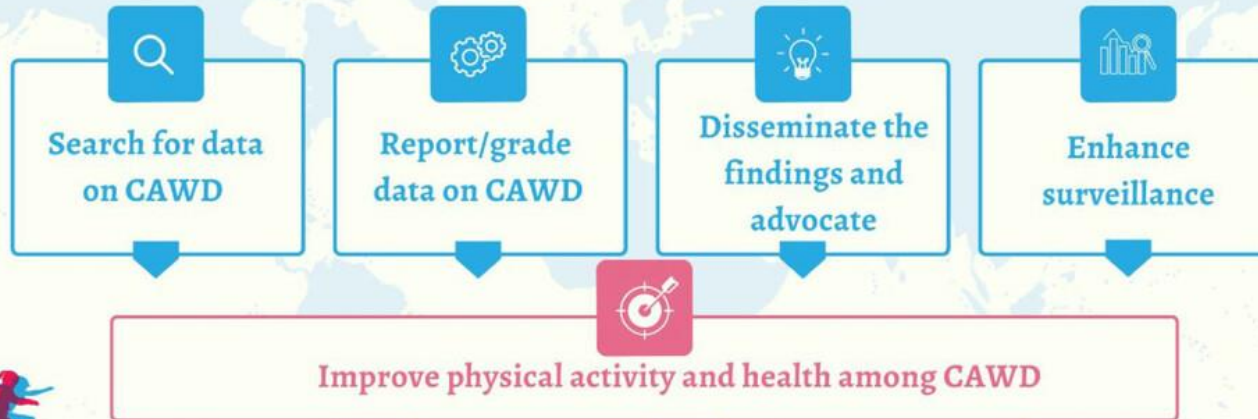 Search for data
on CAWD
Report/grade
data on CAWD
Disseminate the
findings and
advocate
Enhance
surveillance
Improve physical activity and health among CAWD